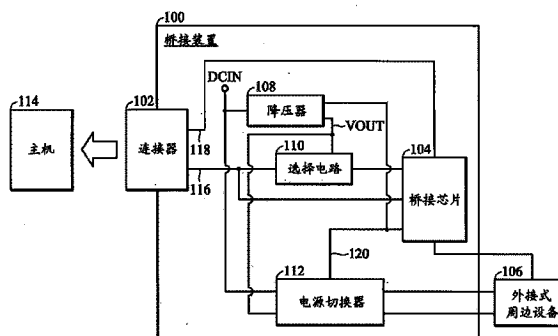 100
桥接装置
114
主机
102
连接器
DCIN
108
降压器
VOUT
118
110
选择电路
104
桥接芯片
116
120
112
电源切换器
106
外接式
周边设备